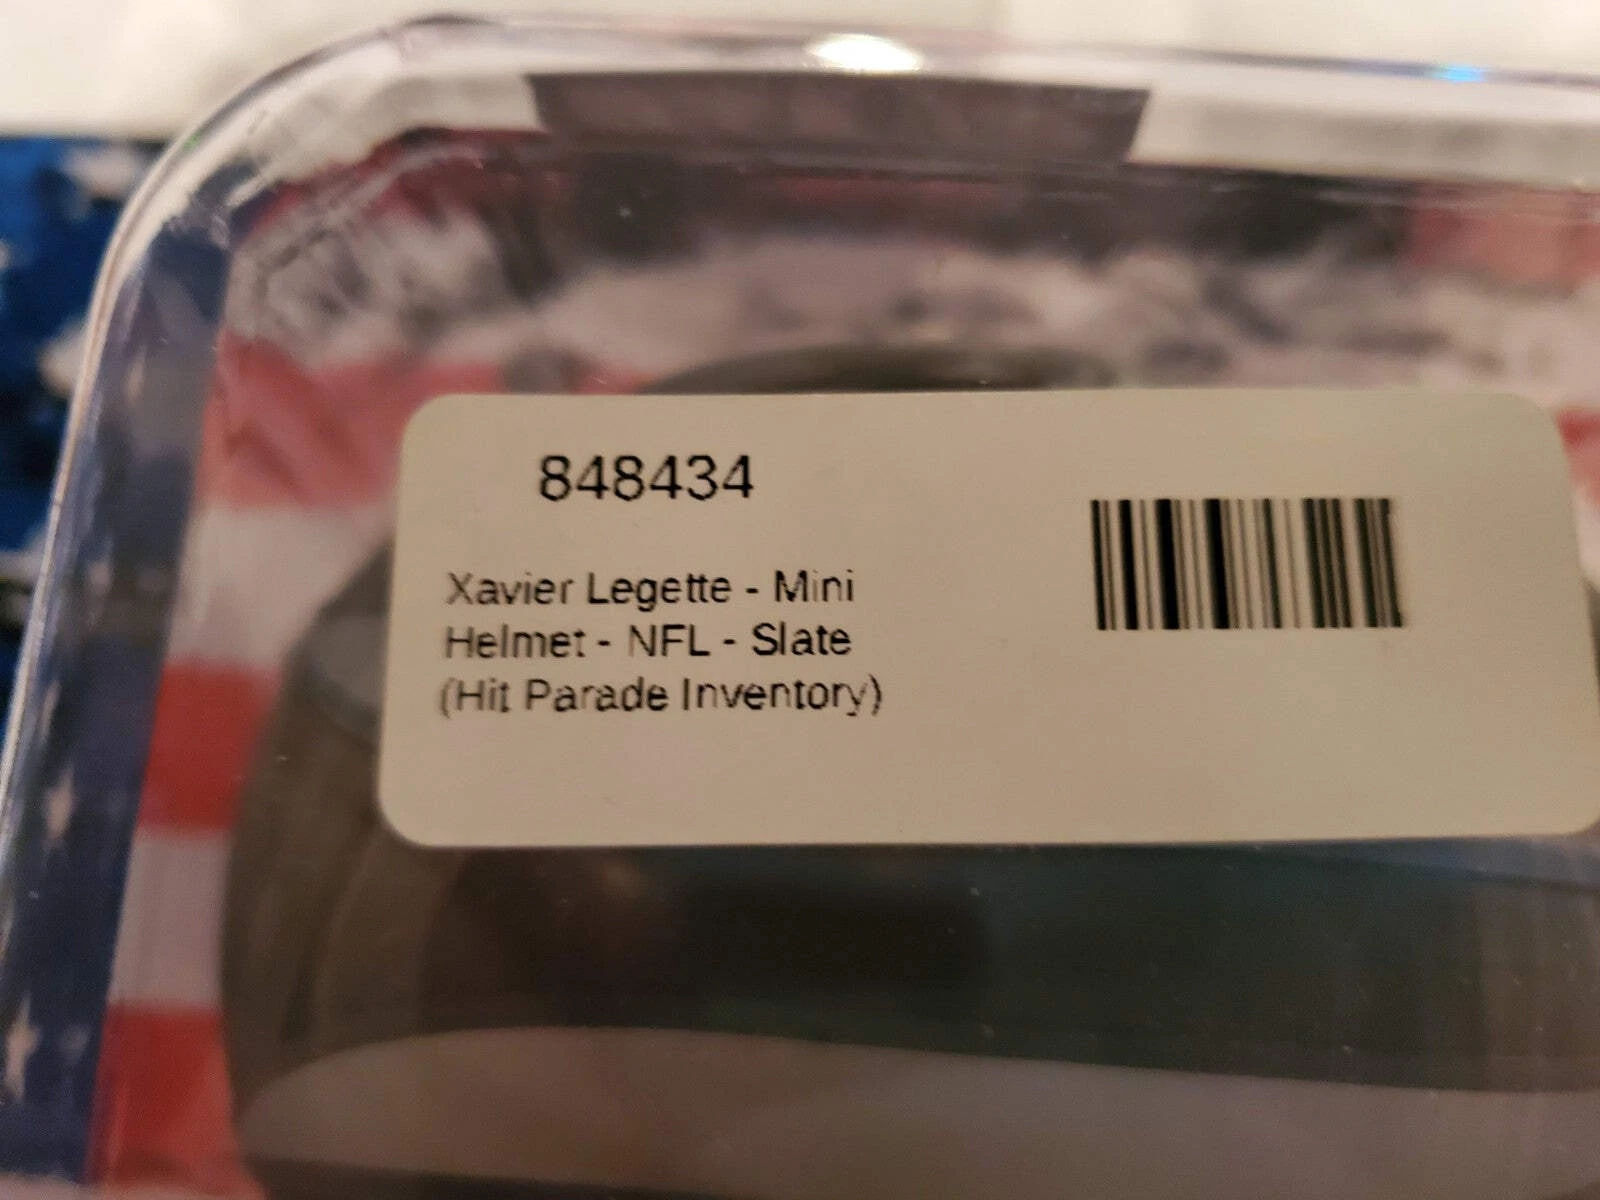 848434
Xavier Legette - Mini
Helmet - NFL - Slate
(Hit Parade Inventory)